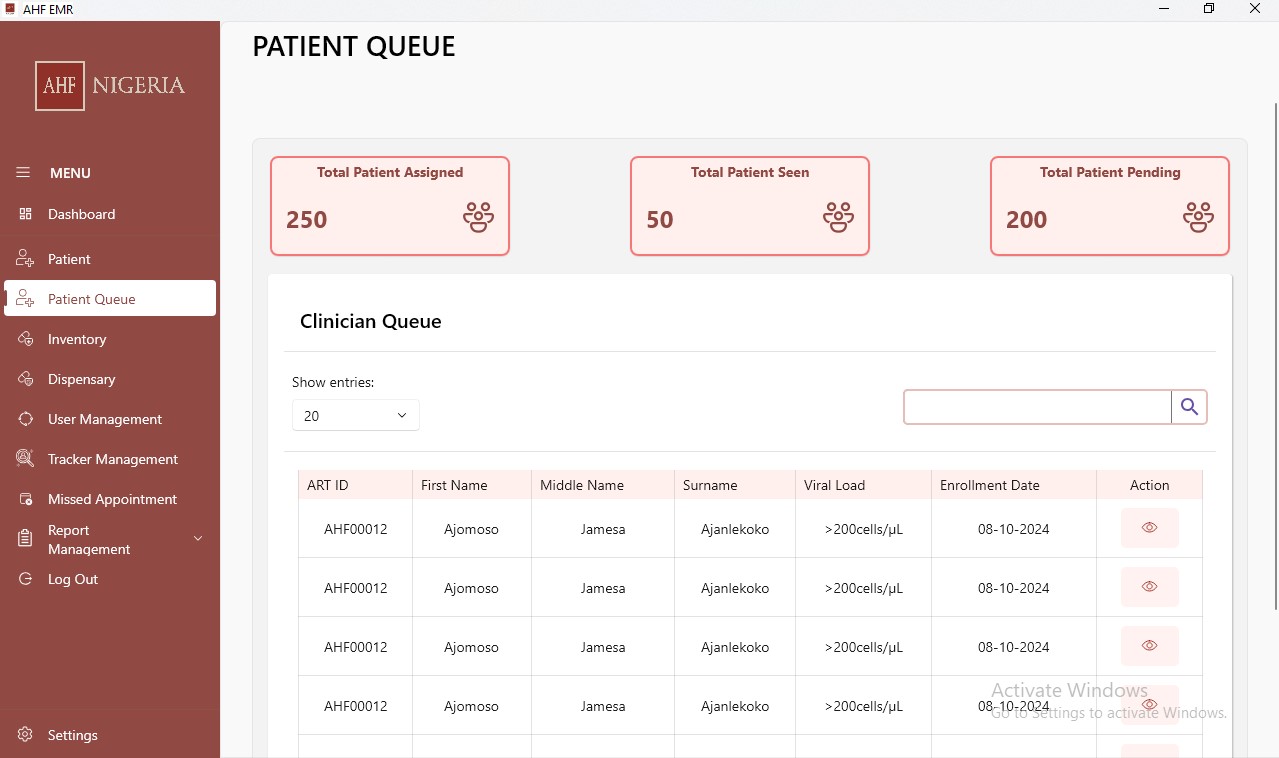 AHF EMR
AHF NIGERIA
MENU
Dashboard
Patient
Patient Queue
Inventory
Dispensary
User Management
Tracker Management
Missed Appointment
Report
Management
Log Out
Settings
PATIENT QUEUE
Total Patient Assigned Total Patient Seen Total Patient Pending
250 50 200
Clinician Queue
Show entries:
20
ART ID First Name Middle Name Surname Viral Load Enrollment Date Action
AHF00012 Ajomoso Jamesa Ajanlekoko >200cells/µL 08-10-2024
AHF00012 Ajomoso Jamesa Ajanlekoko >200cells/µL 08-10-2024
AHF00012 Ajomoso Jamesa Ajanlekoko >200cells/µL 08-10-2024
AHF00012 Ajomoso Jamesa Ajanlekoko >200cells/µL 08-10-2024
Activate Windows
Go to Settings to activate Windows.